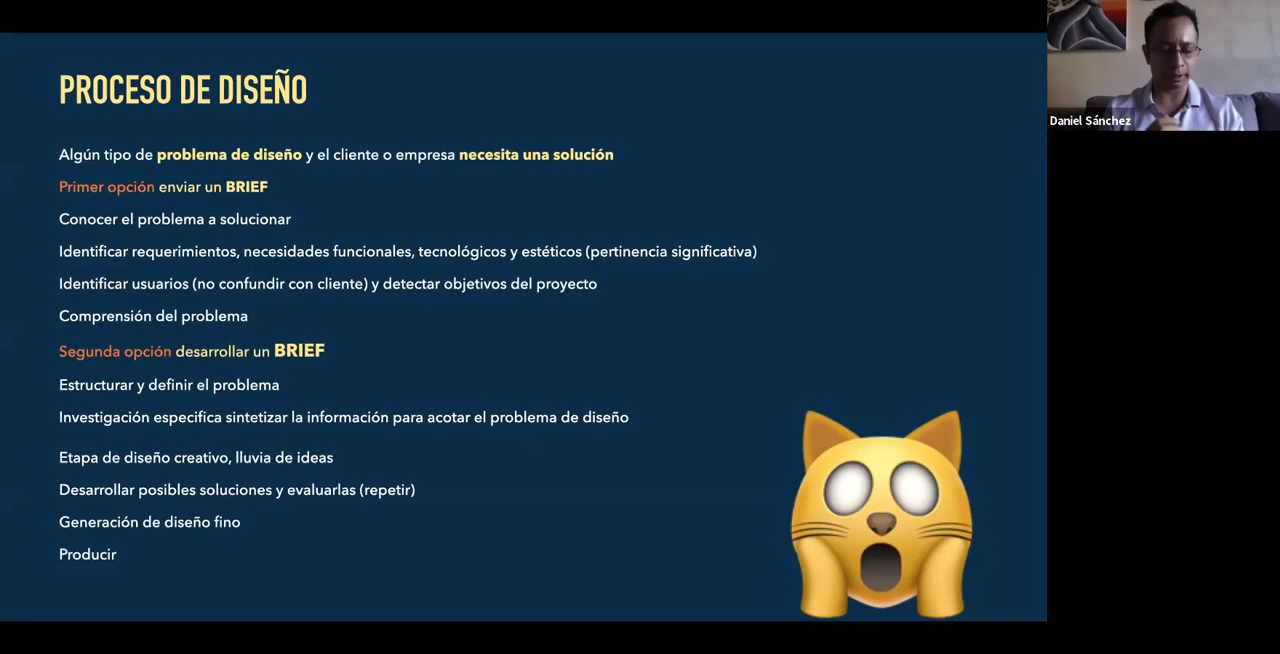 PROCESO DE DISEÑO
Algún tipo de problema de diseño y el cliente o empresa necesita una solución
Primer opción enviar un BRIEF
Conocer el problema a solucionar
Identificar requerimientos, necesidades funcionales, tecnológicos y estéticos (pertinencia significativa)
Identificar usuarios (no confundir con cliente) y detectar objetivos del proyecto
Comprensión del problema
Segunda opción desarrollar un BRIEF
Estructurar y definir el problema
Investigación especifica sintetizar la información para acotar el problema de diseño
Etapa de diseño creativo, lluvia de ideas
Desarrollar posibles soluciones y evaluarlas (repetir)
Generación de diseño fino
Producir
Daniel Sánchez